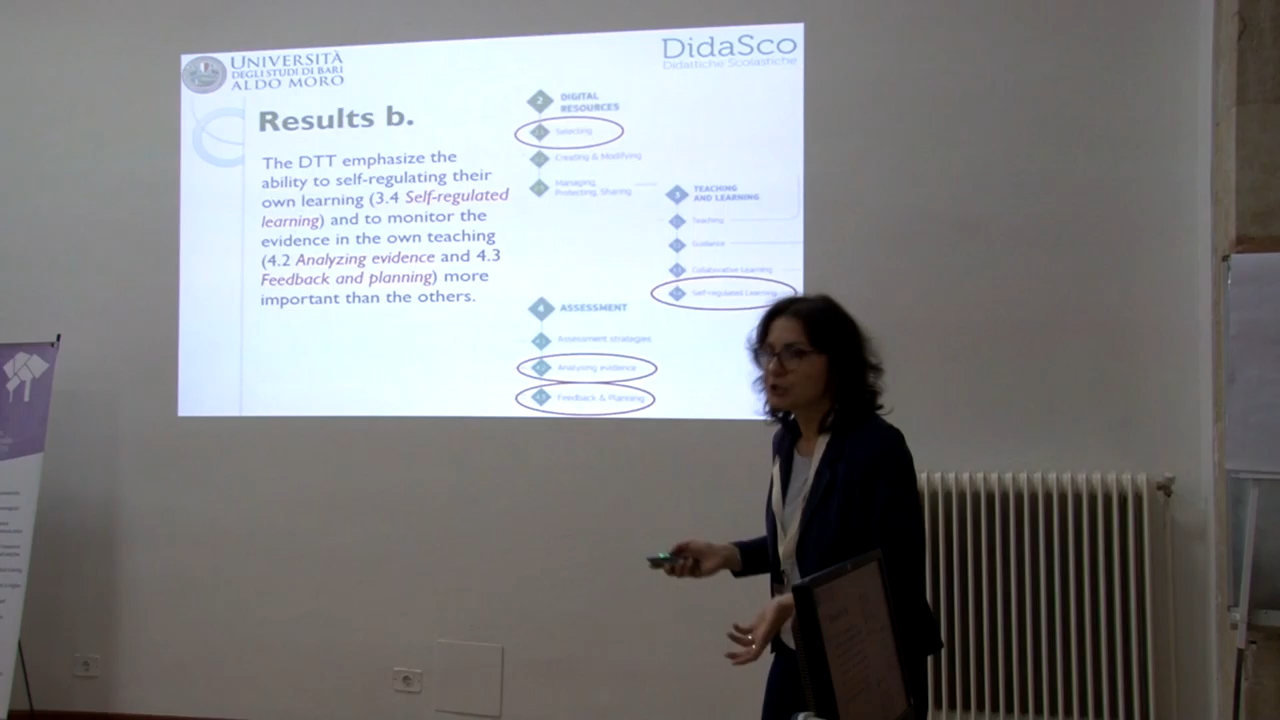 UNIVERSITÀ
DEGLI STUDI DI BARI
ALDO MORO
DidaSco
Didattiche Scolastiche
Results b.
The DTT emphasize the
ability to self-regulating their
own learning (3.4 Self-regulated
learning) and to monitor the
evidence in the own teaching
(4.2 Analyzing evidence and 4.3
Feedback and planning) more
important than the others.
2
DIGITAL
RESOURCES
Selecting
Creating & Modifying
Managing,
Protecting, Sharing
3
TEACHING
AND LEARNING
Teaching
Guidance
Collaborative Learning
Self-regulated Learning
4
ASSESSMENT
Assessment strategies
Analysing evidence
Feedback & Planning